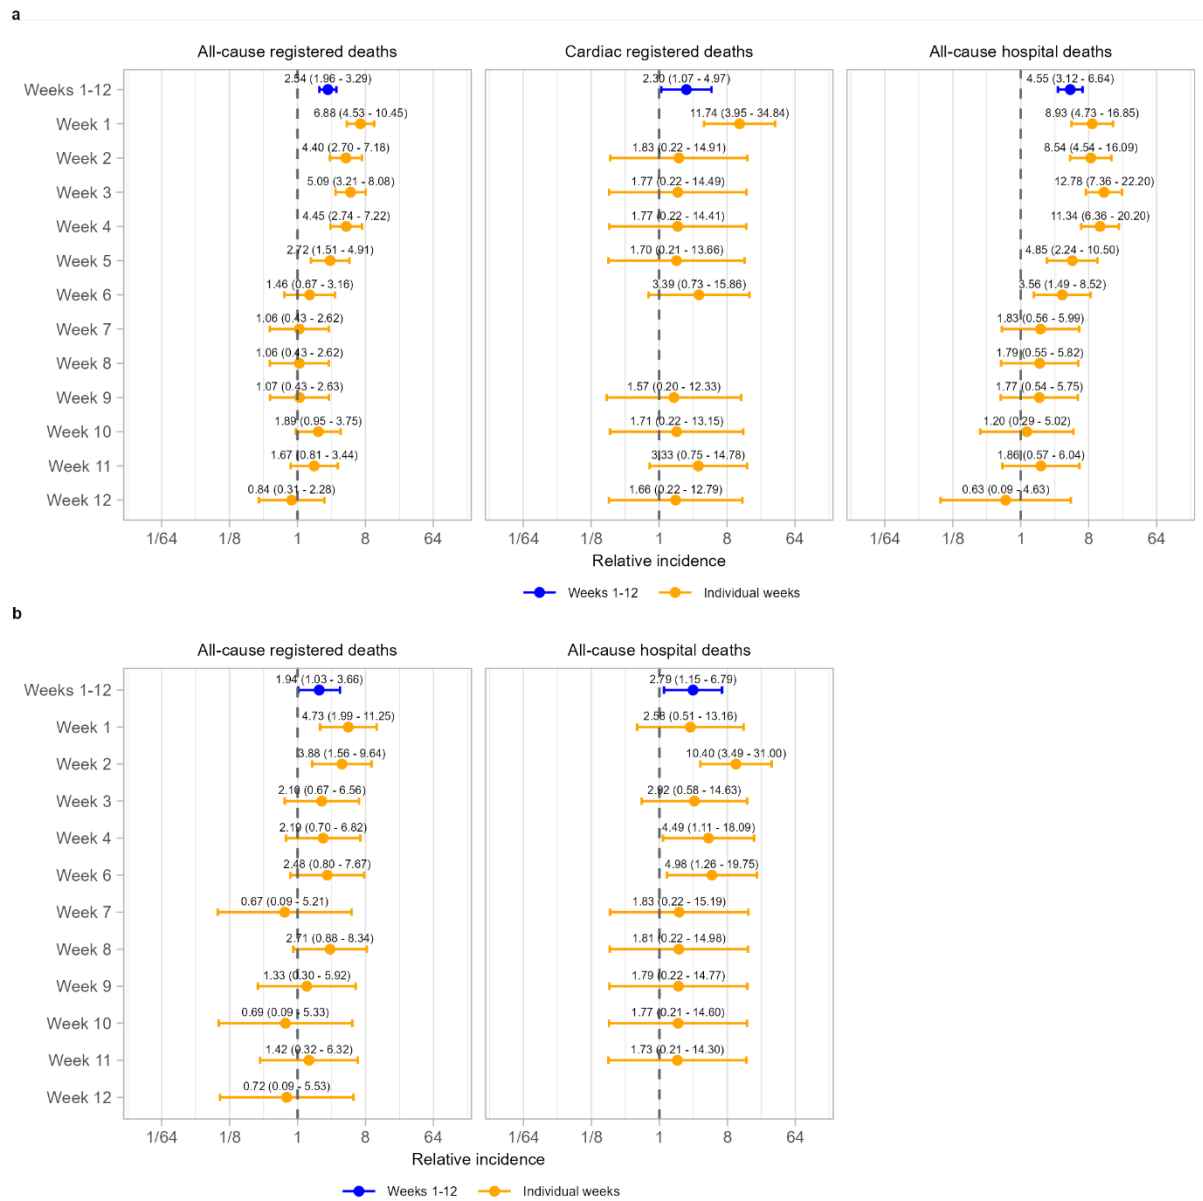 a
All-cause registered deaths
Cardiac registered deaths
All-cause hospital deaths
Weeks 1-12
2.54 (1.96 - 3.29)
2.30 (1.07 - 4.97)
4.55 (3.12 - 6.64)
Week 1
6.88 (4.53 - 10.45)
11.74 (3.95 - 34.84)
8.93 (4.73 - 16.85)
Week 2
4.40 (2.70 - 7.18)
1.83 (0.22 - 14.91)
8.54 (4.54 - 16.09)
Week 3
5.09 (3.21 - 8.08)
1.77 (0.22 - 14.49)
12.78 (7.36 - 22.20)
Week 4
4.45 (2.74 - 7.22)
1.77 (0.22 - 14.41)
11.34 (6.36 - 20.20)
Week 5
2.72 (1.51 - 4.91)
1.70 (0.21 - 13.66)
4.85 (2.24 - 10.50)
Week 6
1.46 (0.67 - 3.16)
3.39 (0.73 - 15.86)
3.56 (1.49 - 8.52)
Week 7
1.06 (0.43 - 2.62)
1.83 (0.56 - 5.99)
Week 8
1.06 (0.43 - 2.62)
1.79 (0.55 - 5.82)
Week 9
1.07 (0.43 - 2.63)
1.57 (0.20 - 12.33)
1.77 (0.54 - 5.75)
Week 10
1.89 (0.95 - 3.75)
1.71 (0.22 - 13.15)
1.20 (0.29 - 5.02)
Week 11
1.67 (0.81 - 3.44)
3.33 (0.75 - 14.78)
1.86 (0.57 - 6.04)
Week 12
0.84 (0.31 - 2.28)
1.66 (0.22 - 12.79)
0.63 (0.09 - 4.63)
1/64 1/8 1 8 64
1/64 1/8 1 8 64
1/64 1/8 1 8 64
Relative incidence
Weeks 1-12 Individual weeks
b
All-cause registered deaths
All-cause hospital deaths
Weeks 1-12
1.94 (1.03 - 3.66)
2.79 (1.15 - 6.79)
Week 1
4.73 (1.99 - 11.25)
2.58 (0.51 - 13.16)
Week 2
3.88 (1.56 - 9.64)
10.40 (3.49 - 31.00)
Week 3
2.10 (0.67 - 6.56)
2.92 (0.58 - 14.63)
Week 4
2.19 (0.70 - 6.82)
4.49 (1.11 - 18.09)
Week 6
2.48 (0.80 - 7.67)
4.98 (1.26 - 19.75)
Week 7
0.67 (0.09 - 5.21)
1.83 (0.22 - 15.19)
Week 8
2.71 (0.88 - 8.34)
1.81 (0.22 - 14.98)
Week 9
1.33 (0.30 - 5.92)
1.79 (0.22 - 14.77)
Week 10
0.69 (0.09 - 5.33)
1.77 (0.21 - 14.60)
Week 11
1.42 (0.32 - 6.32)
1.73 (0.21 - 14.30)
Week 12
0.72 (0.09 - 5.53)
1/64 1/8 1 8 64
1/64 1/8 1 8 64
Relative incidence
Weeks 1-12 Individual weeks